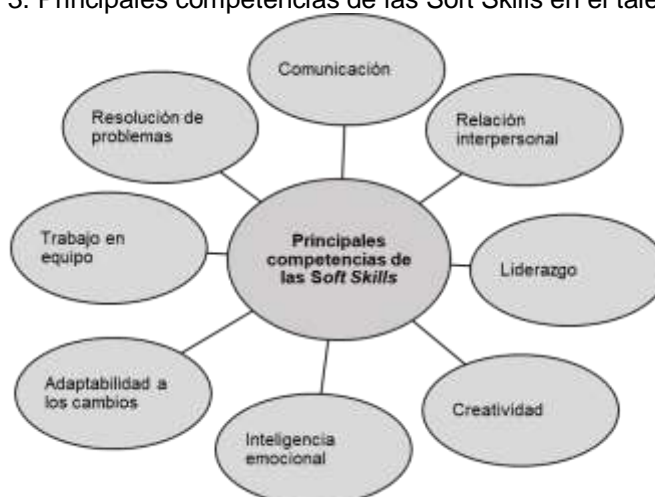 3. Principales competencias de las Soft Skills en el
Comunicación
Resolución de
problemas
Relación
interpersonal
Trabajo en
equipo
Principales
competencias de
las Soft Skills
Liderazgo
Adaptabilidad a
los cambios
Creatividad
Inteligencia
emocional